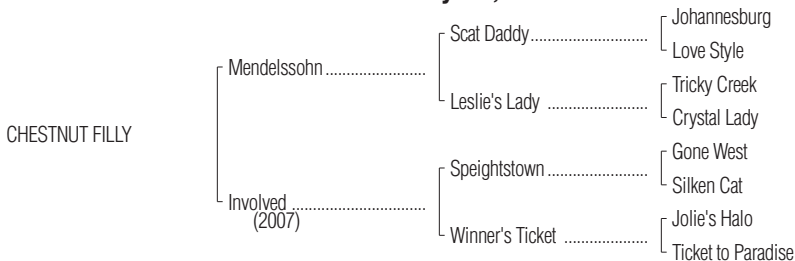 Johannesburg
Scat Daddy
Love Style
Mendelssohn
Tricky Creek
Leslie's Lady
Crystal Lady
CHESTNUT FILLY
Gone West
Speightstown
Silken Cat
Involved
(2007)
Jolie's Halo
Winner's Ticket
Ticket to Paradise